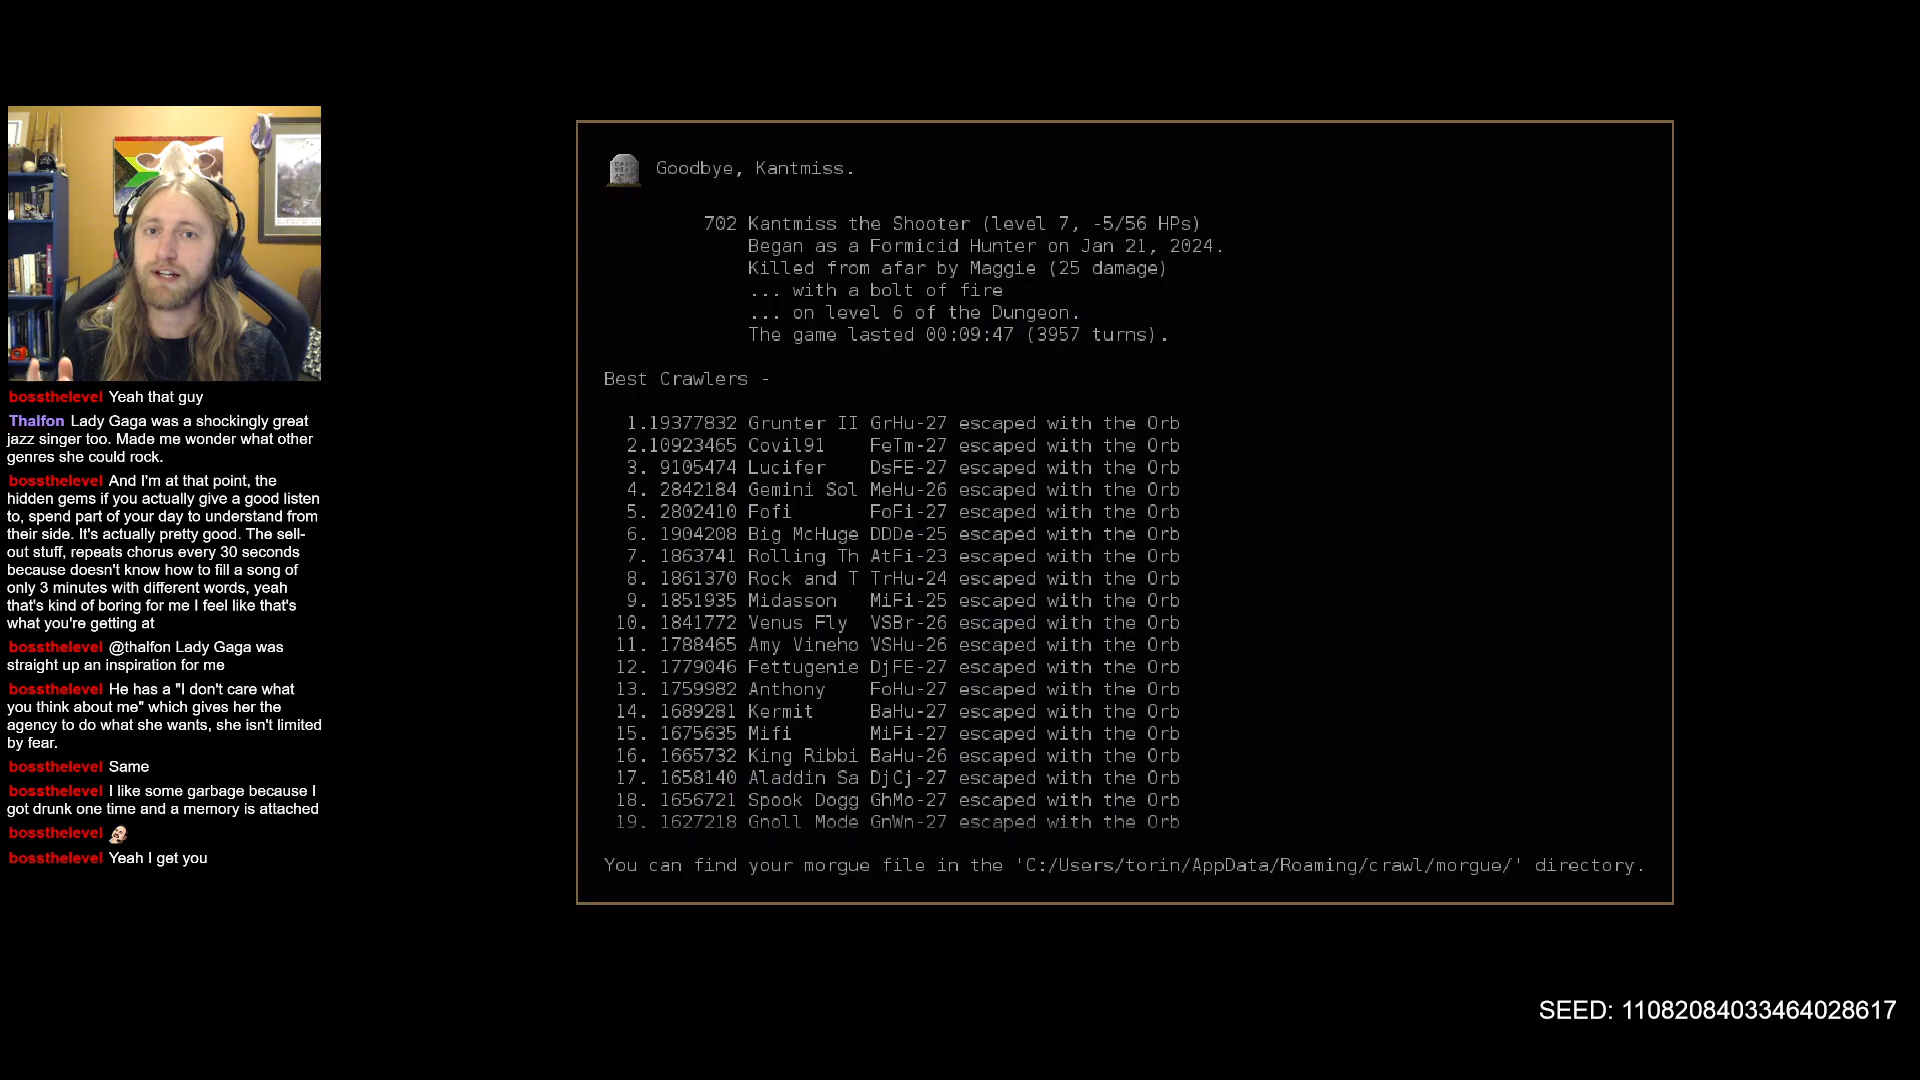 bossthelevel Yeah that guy
Thalfon Lady Gaga was a shockingly great
jazz singer too. Made me wonder what other
genres she could rock.
bossthelevel And I'm at that point, the
hidden gems if you actually give a good listen
to, spend part of your day to understand from
their side. It's actually pretty good. The sell-
out stuff, repeats chorus every 30 seconds
because doesn't know how to fill a song of
only 3 minutes with different words, yeah
that's kind of boring for me I feel like that's
what you're getting at
bossthelevel @thalfon Lady Gaga was
straight up an inspiration for me
bossthelevel He has a "I don't care what
you think about me" which gives her the
agency to do what she wants, she isn't limited
by fear.
bossthelevel Same
bossthelevel I like some garbage because I
got drunk one time and a memory is attached
bossthelevel
bossthelevel Yeah I get you
Goodbye, Kantmiss.
702 Kantmiss the Shooter (level 7, -5/56 HPs)
Began as a Formicid Hunter on Jan 21, 2024.
Killed from afar by Maggie (25 damage)
... with a bolt of fire
... on level 6 of the Dungeon.
The game lasted 00:09:47 (3957 turns).
Best Crawlers -
1.19377832 Grunter II GrHu-27 escaped with the Orb
2.10923465 Covil91 FeTm-27 escaped with the Orb
3. 9105474 Lucifer DsFE-27 escaped with the Orb
4. 2842184 Gemini Sol MeHu-26 escaped with the Orb
5. 2802410 Fofi FoFi-27 escaped with the Orb
6. 1904208 Big McHuge DDDe-25 escaped with the Orb
7. 1863741 Rolling Th AtFi-23 escaped with the Orb
8. 1861370 Rock and T TrHu-24 escaped with the Orb
9. 1851935 Midasson MiFi-25 escaped with the Orb
10. 1841772 Venus Fly VSBr-26 escaped with the Orb
11. 1788465 Amy Vineho VSHu-26 escaped with the Orb
12. 1779046 Fettugenie DjFE-27 escaped with the Orb
13. 1759982 Anthony FoHu-27 escaped with the Orb
14. 1689281 Kermit BaHu-27 escaped with the Orb
15. 1675635 Mifi MiFi-27 escaped with the Orb
16. 1665732 King Ribbi BaHu-26 escaped with the Orb
17. 1658140 Aladdin Sa DjCj-27 escaped with the Orb
18. 1656721 Spook Dogg GhMo-27 escaped with the Orb
19. 1627218 Gnoll Mode GnWn-27 escaped with the Orb
You can find your morgue file in the 'C:/Users/torin/AppData/Roaming/crawl/morgue/' directory.
SEED: 11082084033464028617